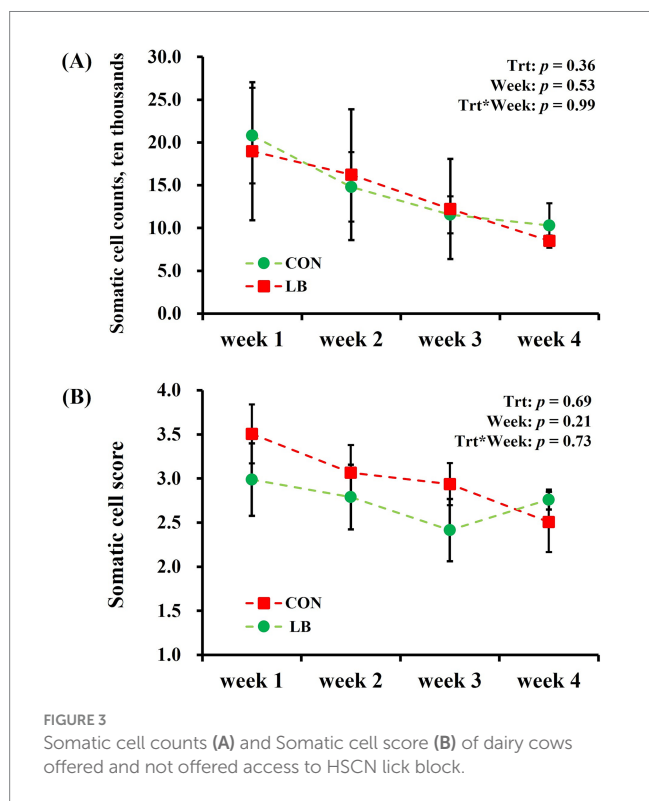 (A)
Somatic cell counts, ten thousands
30.0
25.0
20.0
15.0
10.0
5.0
0.0
Trt: p = 0.36
Week: p = 0.53
Trt*Week: p = 0.99
CON
LB
week 1 week 2 week 3 week 4
(B)
Somatic cell score
4.0
3.5
3.0
2.5
2.0
1.5
1.0
Trt: p = 0.69
Week: p = 0.21
Trt*Week: p = 0.73
CON
LB
week 1 week 2 week 3 week 4
FIGURE 3
Somatic cell counts (A) and Somatic cell score (B) of dairy cows
offered and not offered access to HSCN lick block.